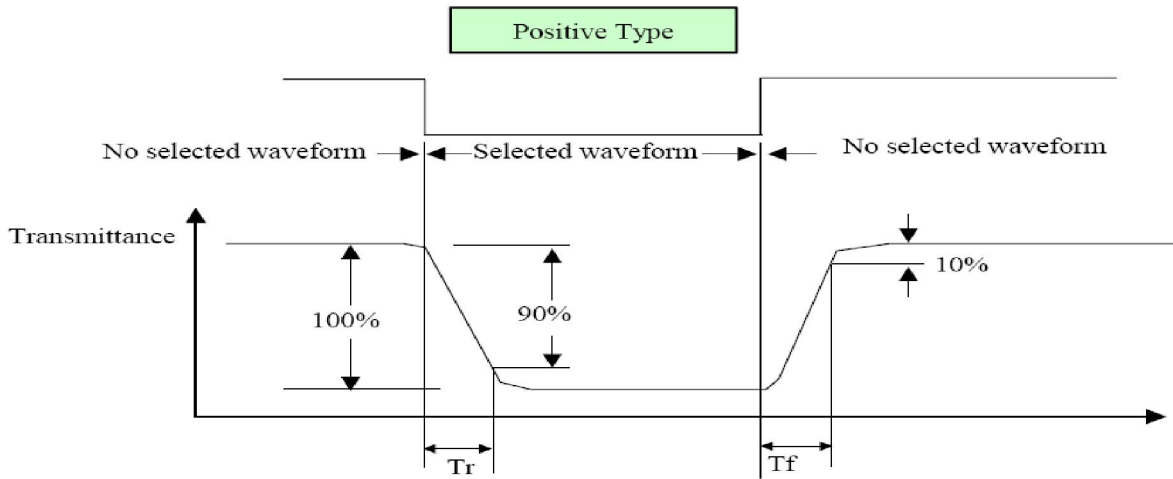 Positive Type
No selected waveform
Selected waveform
No selected waveform
Transmittance
100%
90%
10%
Tr
Tf